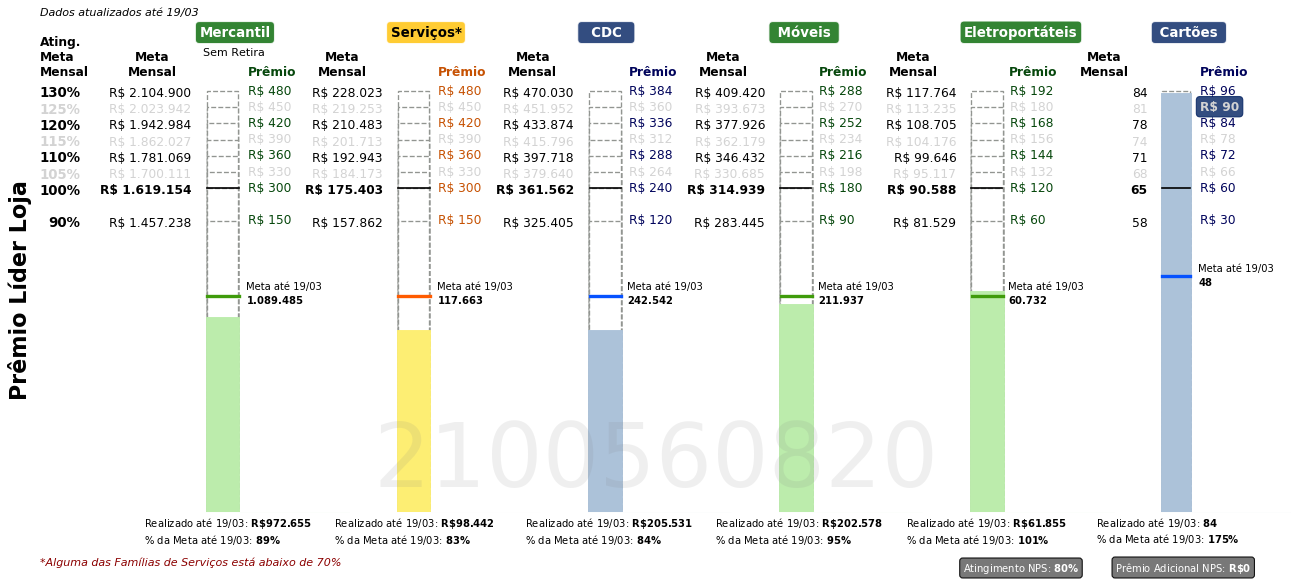 Dados atualizados até 19/03
Mercantil Serviços* CDC Móveis Eletroportáteis Cartões
Sem Retira
Ating. Meta Mensal
Meta Mensal Prêmio Meta Mensal Prêmio Meta Mensal Prêmio Meta Mensal Prêmio Meta Mensal Prêmio Meta Mensal Prêmio
130% R$ 2.104.900 R$ 480 R$ 228.023 R$ 480 R$ 470.030 R$ 384 R$ 409.420 R$ 288 R$ 117.764 R$ 192 84 R$ 96
125% R$ 2.023.942 R$ 450 R$ 219.253 R$ 450 R$ 451.952 R$ 360 R$ 393.673 R$ 270 R$ 113.235 R$ 180 81 R$ 90
120% R$ 1.942.984 R$ 420 R$ 210.483 R$ 420 R$ 433.874 R$ 336 R$ 377.926 R$ 252 R$ 108.705 R$ 168 78 R$ 84
115% R$ 1.862.027 R$ 390 R$ 201.713 R$ 390 R$ 415.796 R$ 312 R$ 362.179 R$ 234 R$ 104.176 R$ 156 74 R$ 78
110% R$ 1.781.069 R$ 360 R$ 192.943 R$ 360 R$ 397.718 R$ 288 R$ 346.432 R$ 216 R$ 99.646 R$ 144 71 R$ 72
105% R$ 1.700.111 R$ 330 R$ 184.173 R$ 330 R$ 379.640 R$ 264 R$ 330.685 R$ 198 R$ 95.117 R$ 132 68 R$ 66
100% R$ 1.619.154 R$ 300 R$ 175.403 R$ 300 R$ 361.562 R$ 240 R$ 314.939 R$ 180 R$ 90.588 R$ 120 65 R$ 60
90% R$ 1.457.238 R$ 150 R$ 157.862 R$ 150 R$ 325.405 R$ 120 R$ 283.445 R$ 90 R$ 81.529 R$ 60 58 R$ 30
Prêmio Líder Loja
Meta até 19/03 Meta até 19/03 Meta até 19/03 Meta até 19/03 Meta até 19/03 Meta até 19/03
1.089.485 117.663 242.542 211.937 60.732 48
2100560820
Realizado até 19/03: R$972.655 Realizado até 19/03: R$98.442 Realizado até 19/03: R$205.531 Realizado até 19/03: R$202.578 Realizado até 19/03: R$61.855 Realizado até 19/03: 84
% da Meta até 19/03: 89% % da Meta até 19/03: 83% % da Meta até 19/03: 84% % da Meta até 19/03: 95% % da Meta até 19/03: 101% % da Meta até 19/03: 175%
*Alguma das Famílias de Serviços está abaixo de 70%
Atingimento NPS: 80% Prêmio Adicional NPS: R$0